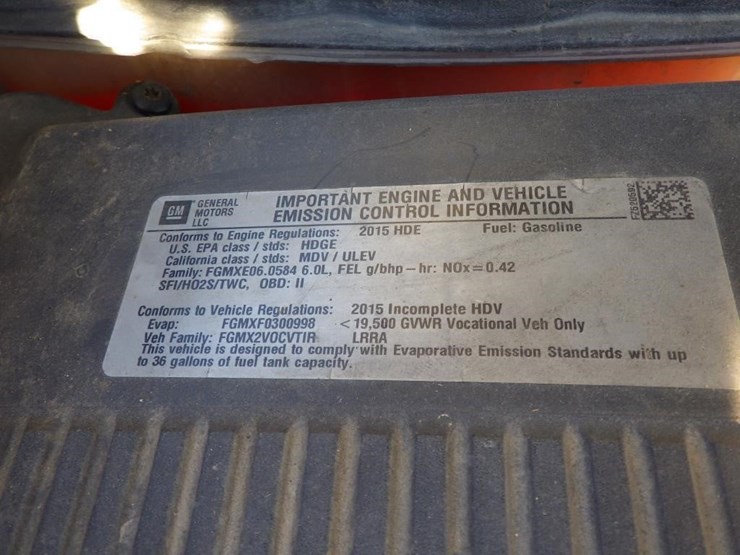 GM GENERAL MOTORS LLC
IMPORTANT ENGINE AND VEHICLE
EMISSION CONTROL INFORMATION
Conforms to Engine Regulations: 2015 HDE Fuel: Gasoline
U.S. EPA class / stds: HDGE
California class / stds: MDV / ULEV
Family: FGMXE06.0584 6.0L, FEL g/bhp-hr: NOx=0.42
SFI/HO2S/TWC, OBD: II
Conforms to Vehicle Regulations: 2015 Incomplete HDV
Evap: FGMXF0300998 <19,500 GVWR Vocational Veh Only
Veh Family: FGMX2VOCVTIR LRRA
This vehicle is designed to comply with Evaporative Emission Standards with up
to 36 gallons of fuel tank capacity.